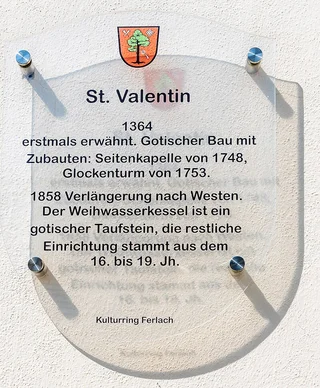 St. Valentin
1364
erstmals erwähnt. Gotischer Bau mit
Zubauten: Seitenkapelle von 1748,
Glockenturm von 1753.
1858 Verlängerung nach Westen.
Der Weihwasserkessel ist ein
gotischer Taufstein, die restliche
Einrichtung stammt aus dem
16. bis 19. Jh.
Kulturring Ferlach